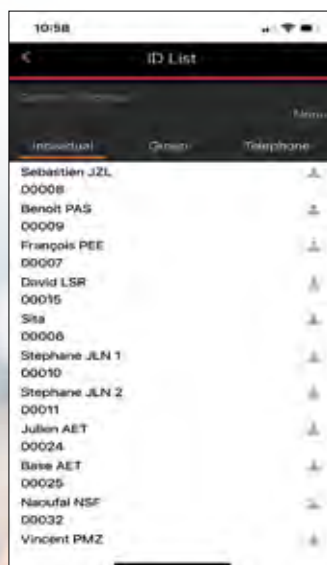 10:58
ID List
Individual Group Telephone
Sebastien JZL
00008
Benoit PAS
00009
François PEE
00007
David LSR
00015
Sita
00006
Stephane JLN 1
00010
Stephane JLN 2
00011
Julien AET
00024
Base AET
00025
Naoufal NSF
00032
Vincent PMZ